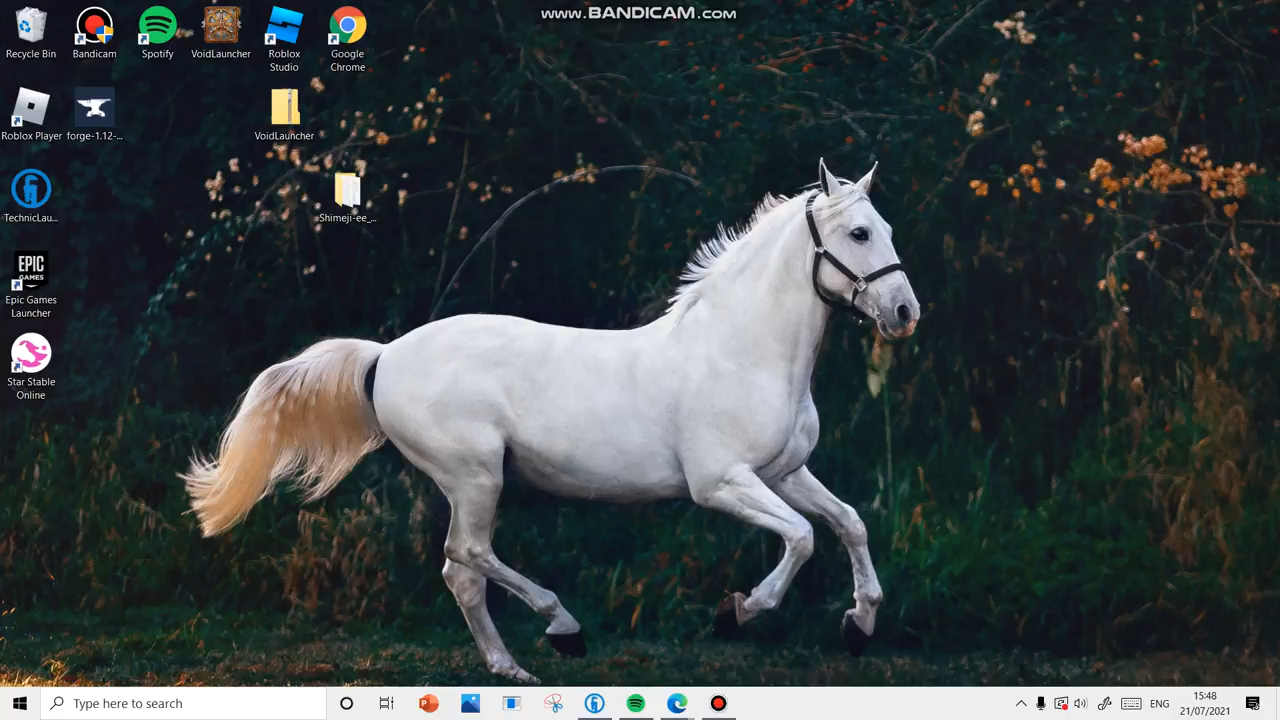 www.BANDICAM.com
Recycle Bin
Bandicam
Spotify
VoidLauncher
Roblox
Studio
Google
Chrome
Roblox Player
forge-1.12-...
VoidLauncher
TechnicLau...
Shimeji-ee_...
EPIC
GAMES
Epic Games
Launcher
Star Stable
Online
Type here to search
ENG
15:48
21/07/2021